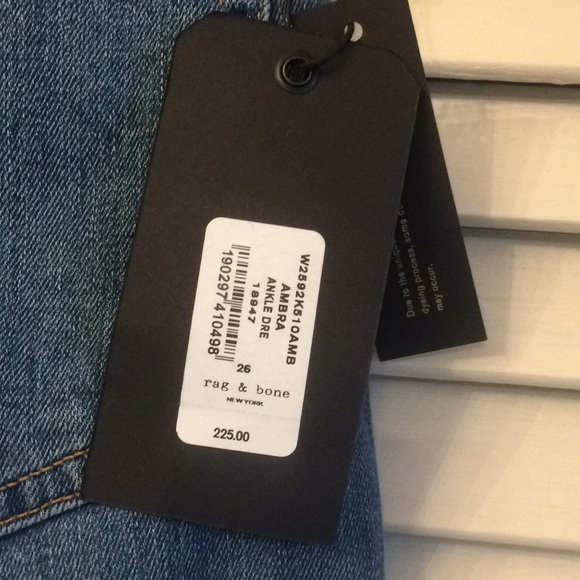 W2592K510AMB
AMBRA
ANKLE DRE
18947
190297410498
26
rag & bone
NEW YORK
225.00
Due to the
dyeing process, some
may occur.